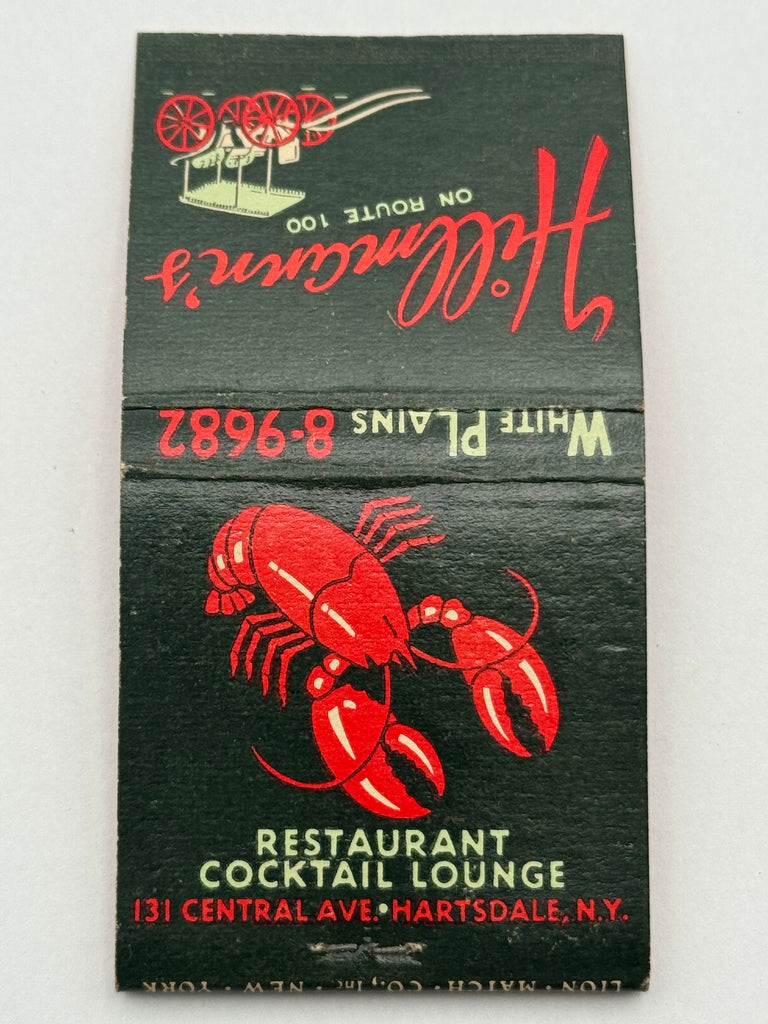 Hillmann's
ON ROUTE 100
WHITE PLAINS 8-9682
RESTAURANT
COCKTAIL LOUNGE
131 CENTRAL AVE.•HARTSDALE, N.Y.
LION • MATCH • CO., INC • NEW • YORK